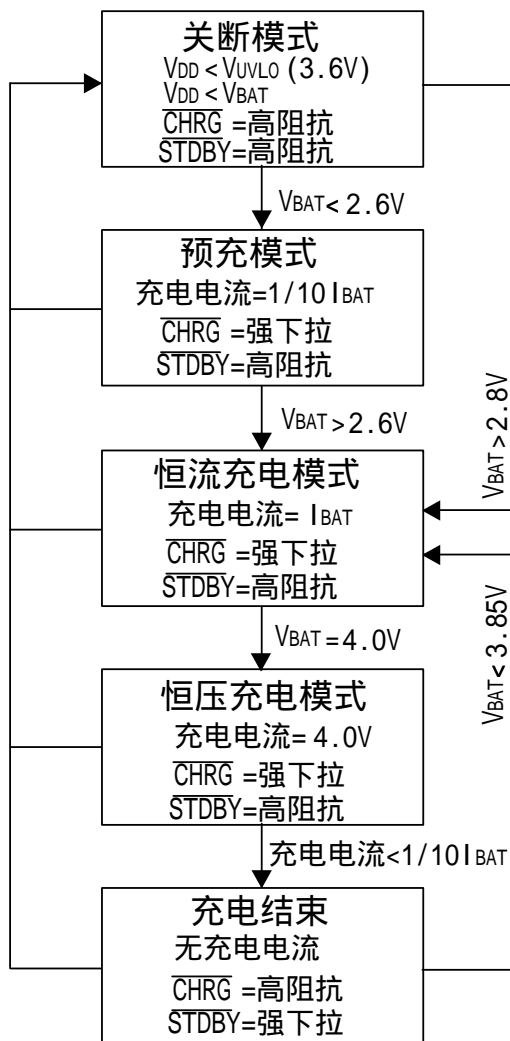 关断模式
VDD < VUVLO (3.6V)
VDD < VBAT
CHRG =高阻抗
STDBY=高阻抗
VBAT< 2.6V
预充模式
充电电流=1/10IBAT
CHRG =强下拉
STDBY=高阻抗
VBAT>2.6V
恒流充电模式
充电电流= IBAT
CHRG =强下拉
STDBY=高阻抗
VBAT>2.8V
VBAT<3.85V
VBAT=4.0V
恒压充电模式
充电电流=4.0V
CHRG =强下拉
STDBY=高阻抗
充电电流<1/10IBAT
充电结束
无充电电流
CHRG =高阻抗
STDBY=强下拉